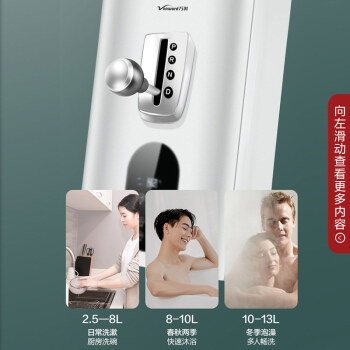 Vanward万和
P
R
N
D
向左滑动查看更多内容
2.5—8L
日常洗漱
厨房洗碗
8–10L
春秋两季
快速沐浴
10–13L
冬季泡澡
多人畅洗